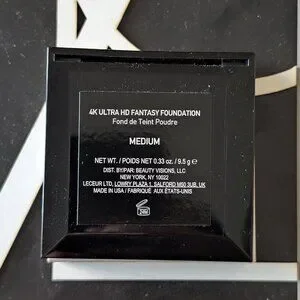 4K ULTRA HD FANTASY FOUNDATION
Fond de Teint Poudre
MEDIUM
NET WT. / POIDS NET 0.33 oz. / 9.5 g ℮
DIST. BY/PAR: BEAUTY VISIONS, LLC
NEW YORK, NY 10022
LECEUR LTD, LOWRY PLAZA 1, SALFORD M50 3UB, UK
MADE IN USA / FABRIQUÉ AUX ÉTATS-UNIS